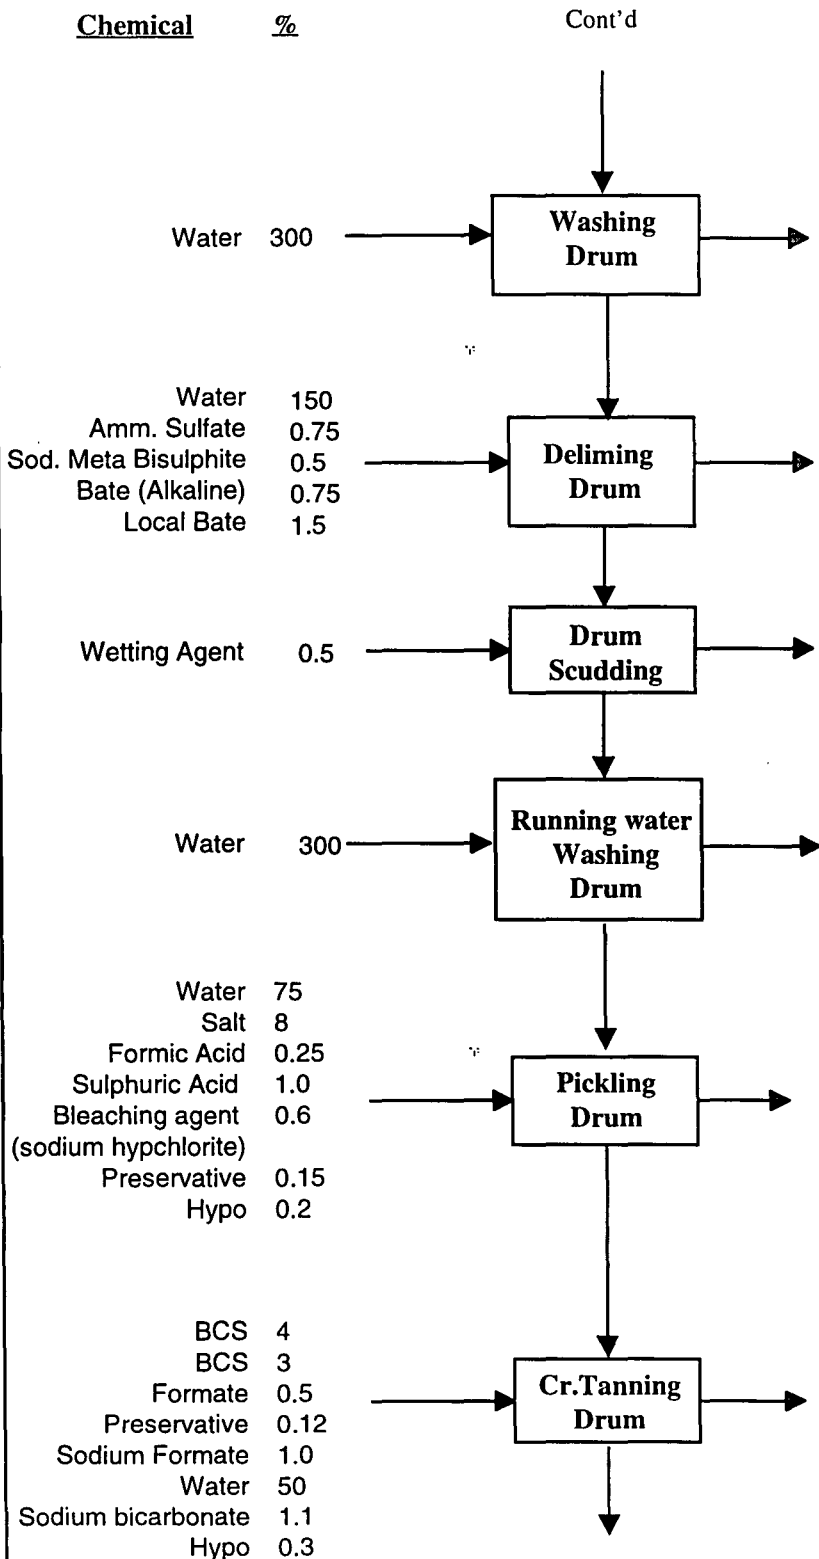 Chemical %
Cont'd
Water 300
Washing
Drum
Water 150
Amm. Sulfate 0.75
Sod. Meta Bisulphite 0.5
Bate (Alkaline) 0.75
Local Bate 1.5
Deliming
Drum
Wetting Agent 0.5
Drum
Scudding
Water 300
Running water
Washing
Drum
Water 75
Salt 8
Formic Acid 0.25
Sulphuric Acid 1.0
Bleaching agent 0.6
(sodium hypchlorite)
Preservative 0.15
Hypo 0.2
Pickling
Drum
BCS 4
BCS 3
Formate 0.5
Preservative 0.12
Sodium Formate 1.0
Water 50
Sodium bicarbonate 1.1
Hypo 0.3
Cr.Tanning
Drum